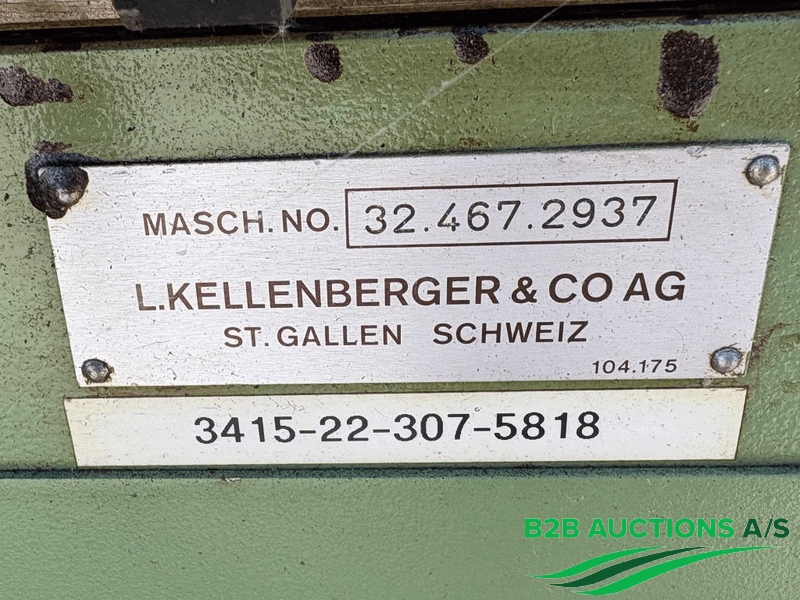 MASCH. NO. 32.467.2937
L. KELLENBERGER & CO AG
ST. GALLEN SCHWEIZ
104.175
3415-22-307-5818
B2B AUCTIONS A/S